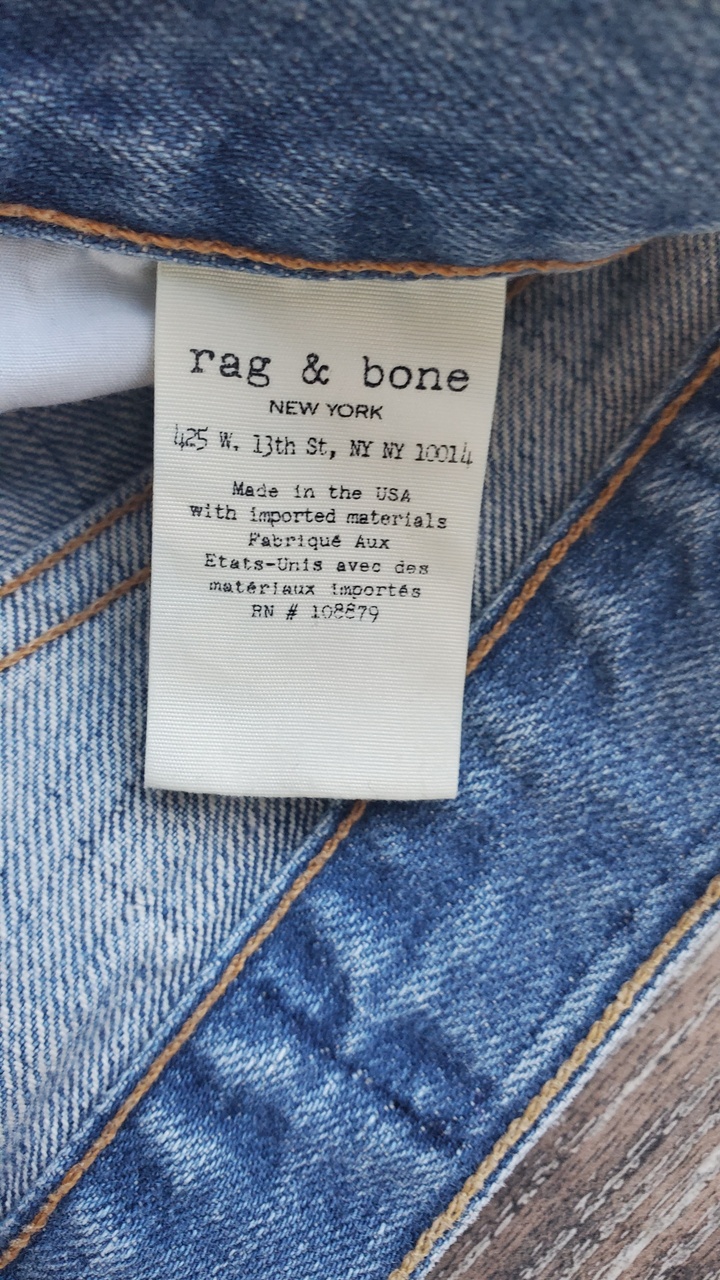 rag & bone
NEW YORK
425 W. 13th St, NY NY 10014
Made in the USA
with imported materials
Fabriqué Aux
Etats-Unis avec des
matériaux importés
RN # 108879